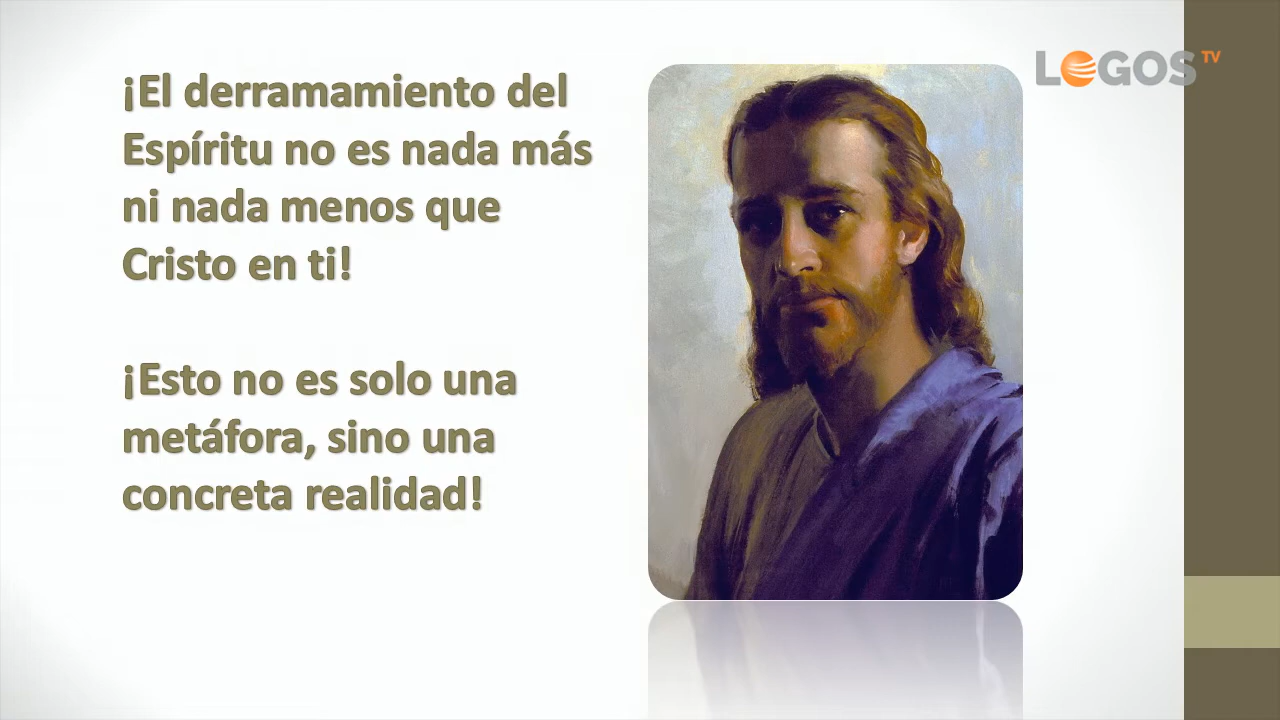 LOGOS TV
¡El derramamiento del
Espíritu no es nada más
ni nada menos que
Cristo en ti!
¡Esto no es solo una
metáfora, sino una
concreta realidad!